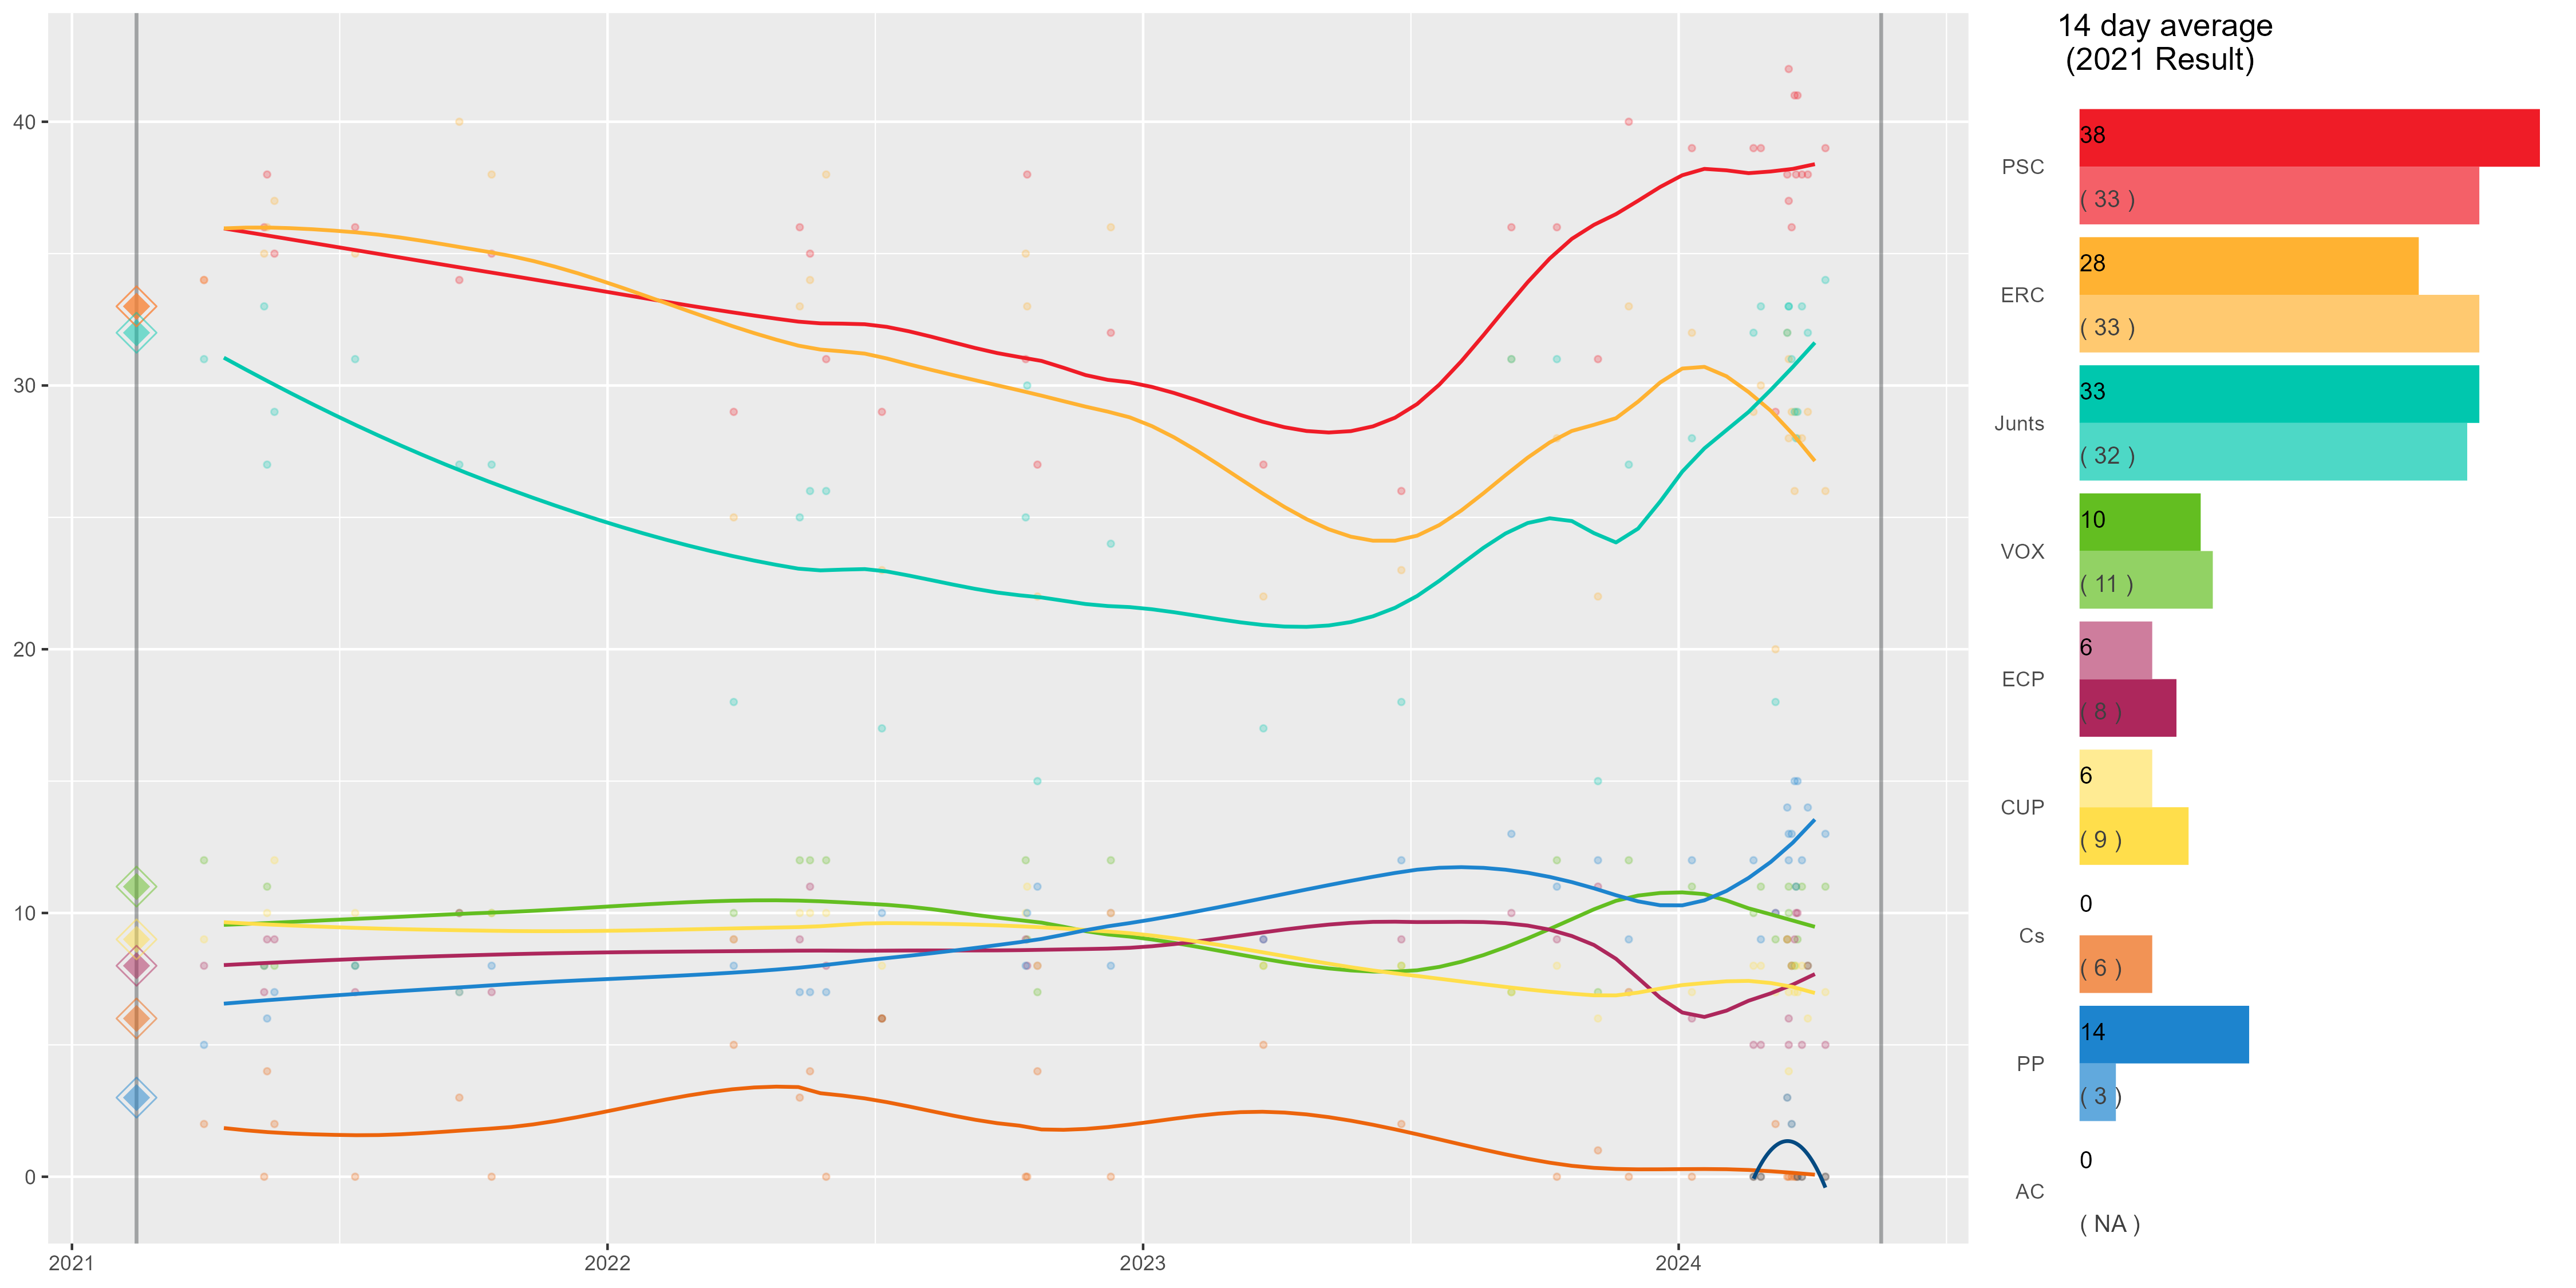 14 day average
(2021 Result)
40
30
20
10
0
2021
2022
2023
2024
PSC
38
( 33 )
ERC
28
( 33 )
Junts
33
( 32 )
VOX
10
( 11 )
ECP
6
( 8 )
CUP
6
( 9 )
Cs
0
( 6 )
PP
14
( 3 )
AC
0
( NA )